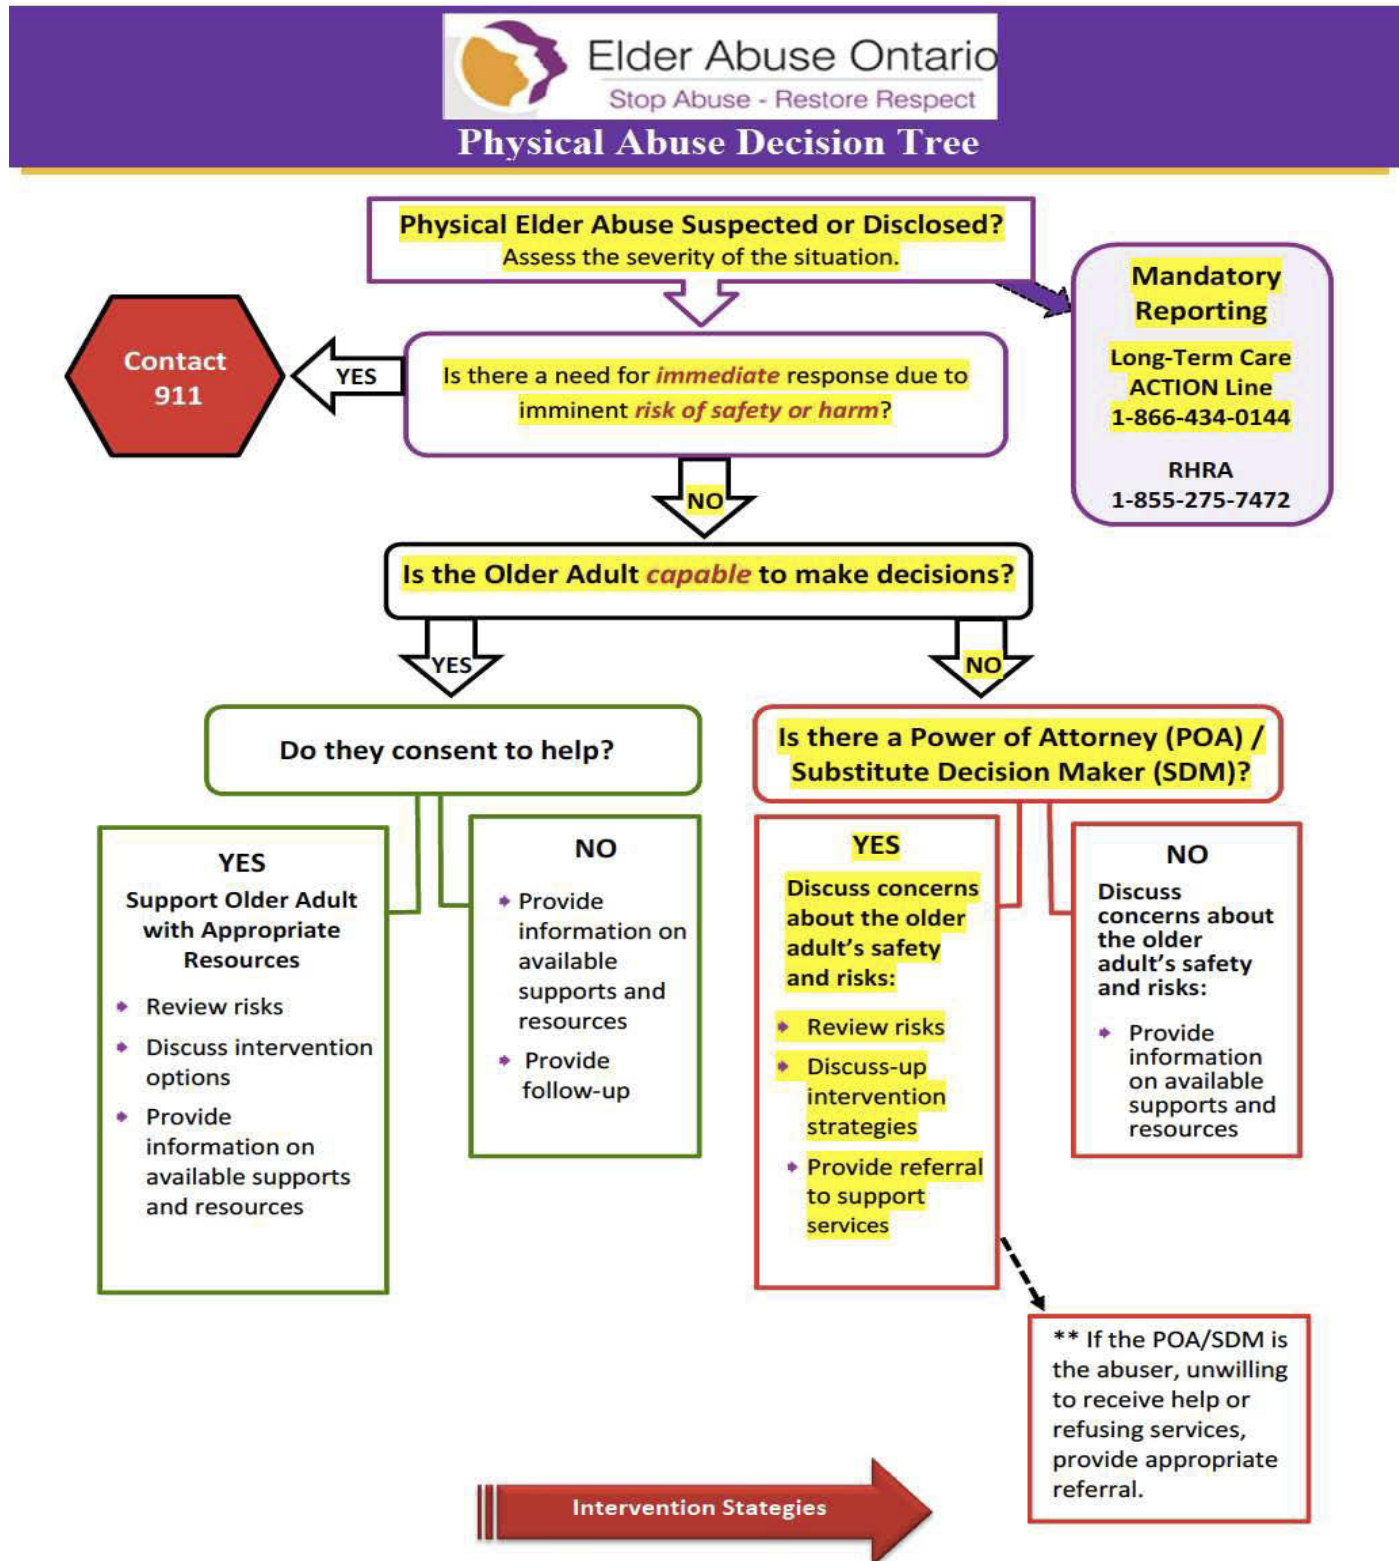 Elder Abuse Ontario
Stop Abuse - Restore Respect
Physical Abuse Decision Tree
Physical Elder Abuse Suspected or Disclosed?
Assess the severity of the situation.
Mandatory
Reporting
Long-Term Care
ACTION Line
1-866-434-0144
RHRA
1-855-275-7472
Contact
911
YES
Is there a need for immediate response due to
imminent risk of safety or harm?
NO
Is the Older Adult capable to make decisions?
YES
NO
Do they consent to help?
YES
Support Older Adult
with Appropriate
Resources
Review risks
Discuss intervention
options
Provide
information on
available supports
and resources
NO
Provide
information on
available
supports and
resources
Provide
follow-up
Is there a Power of Attorney (POA) /
Substitute Decision Maker (SDM)?
YES
Discuss concerns
about the older
adult's safety
and risks:
Review risks
Discuss-up
intervention
strategies
Provide referral
to support
services
NO
Discuss
concerns about
the older
adult's safety
and risks:
Provide
information
on available
supports and
resources
** If the POA/SDM is
the abuser, unwilling
to receive help or
refusing services,
provide appropriate
referral.
Intervention Stategies